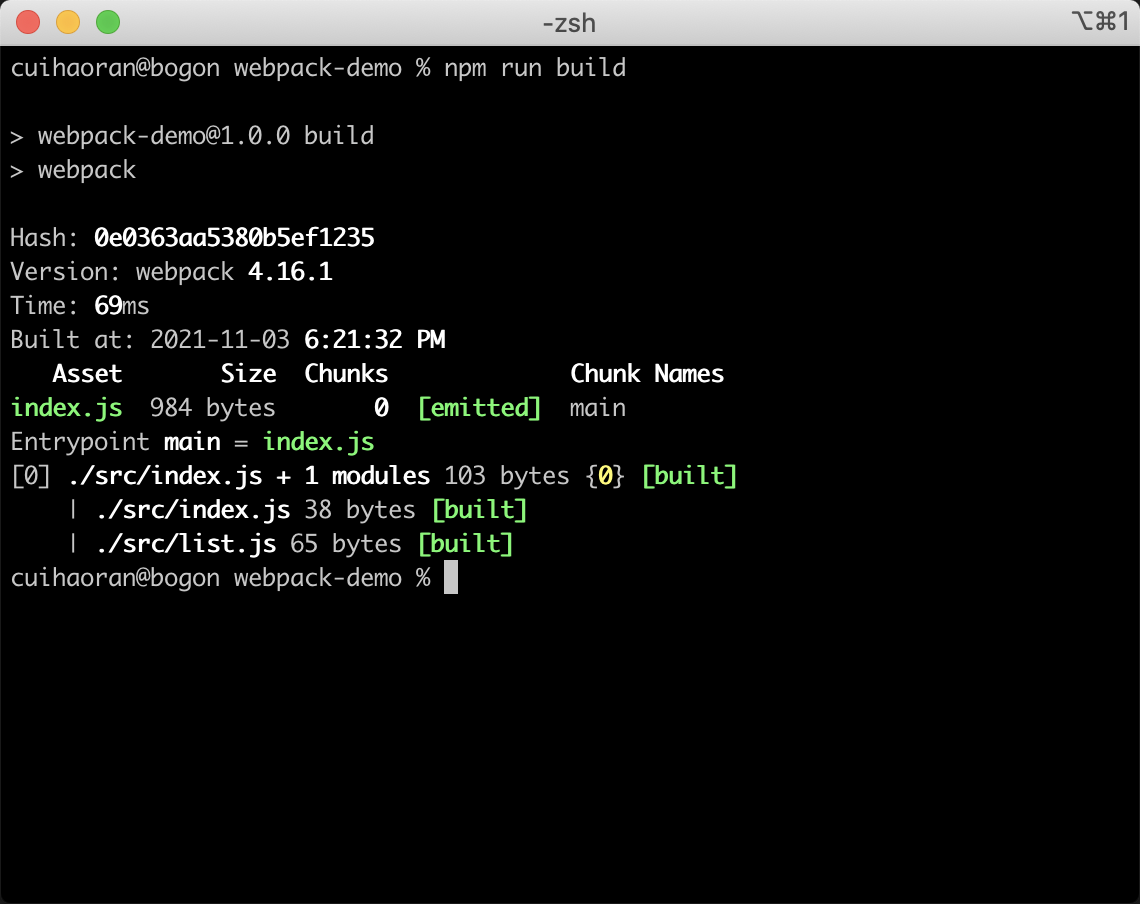 -zsh ⌥⌘1
cuihaoran@bogon webpack-demo % npm run build
> webpack-demo@1.0.0 build
> webpack
Hash: 0e0363aa5380b5ef1235
Version: webpack 4.16.1
Time: 69ms
Built at: 2021-11-03 6:21:32 PM
   Asset       Size  Chunks             Chunk Names
index.js  984 bytes       0  [emitted]  main
Entrypoint main = index.js
[0] ./src/index.js + 1 modules 103 bytes {0} [built]
    | ./src/index.js 38 bytes [built]
    | ./src/list.js 65 bytes [built]
cuihaoran@bogon webpack-demo %